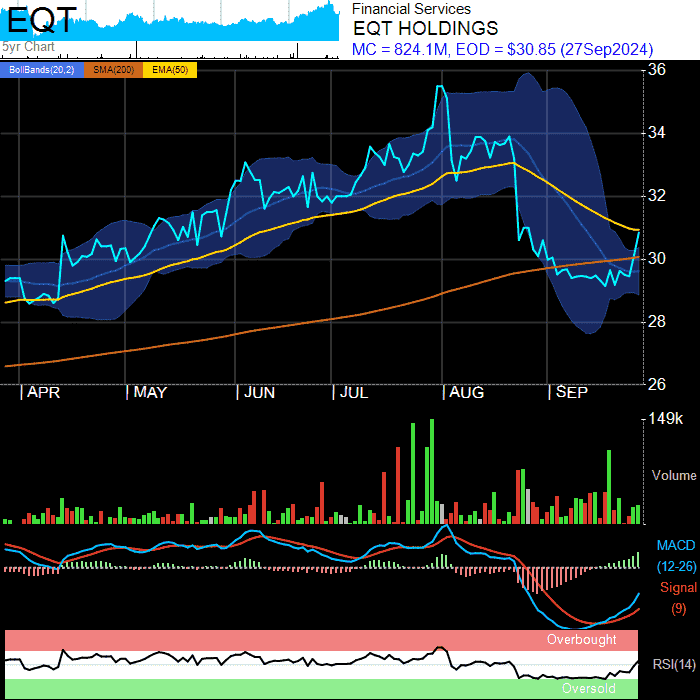 EQT
5yr Chart
Financial Services
EQT HOLDINGS
MC = 824.1M, EOD = $30.85 (27Sep2024)
BollBands(20,2) SMA(200) EMA(50)
36
34
32
30
28
26
APR MAY JUN JUL AUG SEP
149k
Volume
MACD
(12-26)
Signal
(9)
Overbought
RSI(14)
Oversold